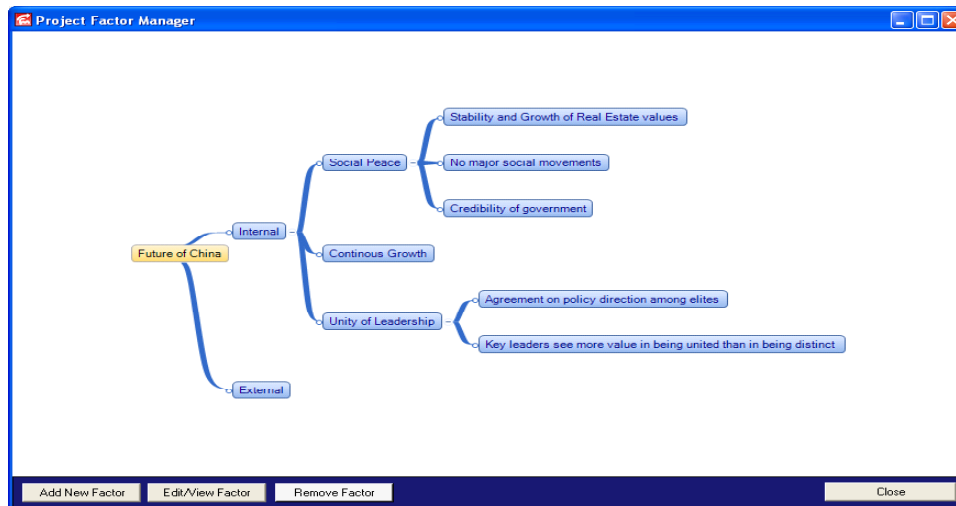 Project Factor Manager
Stability and Growth of Real Estate values
Social Peace
No major social movements
Credibility of government
Internal
Future of China
Continous Growth
Agreement on policy direction among elites
Unity of Leadership
Key leaders see more value in being united than in being distinct
External
Add New Factor
Edit/View Factor
Remove Factor
Close